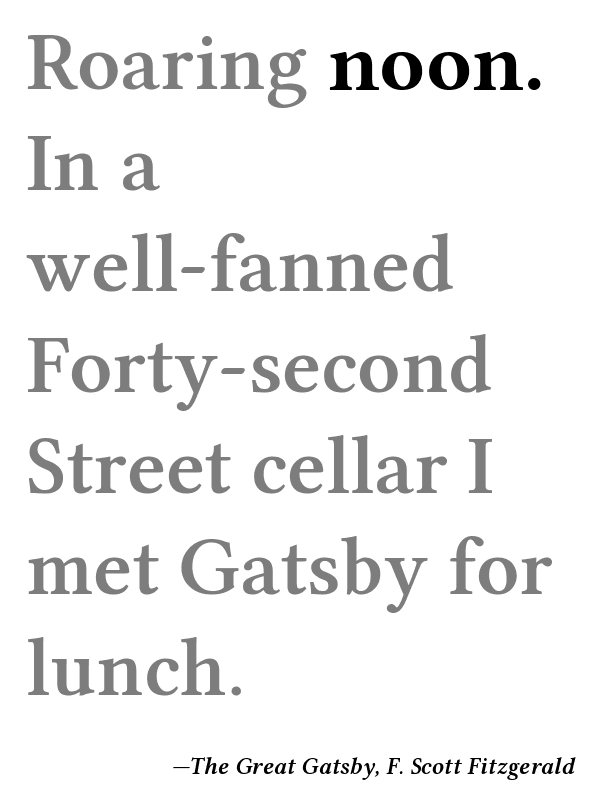 Roaring noon.
In a
well-fanned
Forty-second
Street cellar I
met Gatsby for
lunch.
—The Great Gatsby, F. Scott Fitzgerald